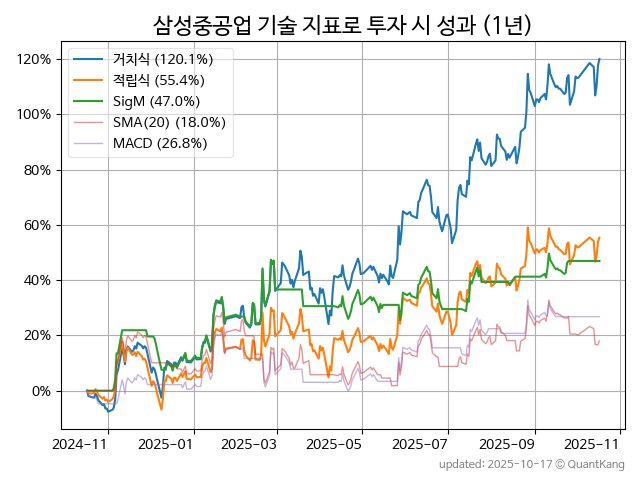 삼성중공업 기술 지표로 투자 시 성과 (1년)
거치식 (120.1%)
적립식 (55.4%)
SigM (47.0%)
SMA(20) (18.0%)
MACD (26.8%)
120%
100%
80%
60%
40%
20%
0%
2024-11 2025-01 2025-03 2025-05 2025-07 2025-09 2025-11
updated: 2025-10-17 © QuantKang